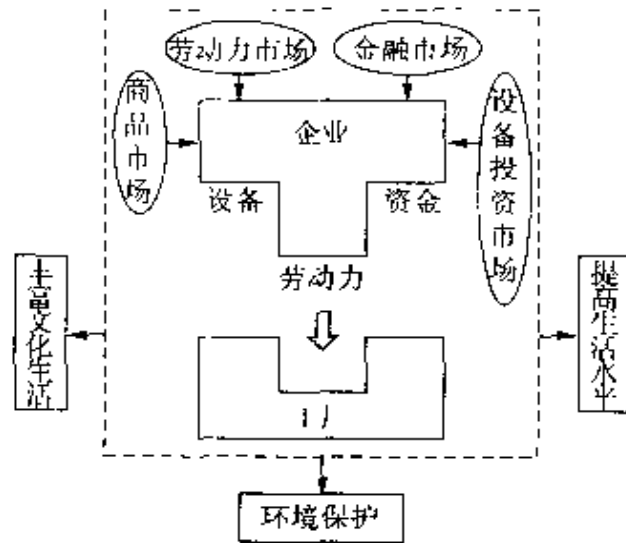 劳动力市场
金融市场
商品市场
设备投资市场
企业
设备
资金
劳动力
丰富文化生活
提高生活水平
环境保护